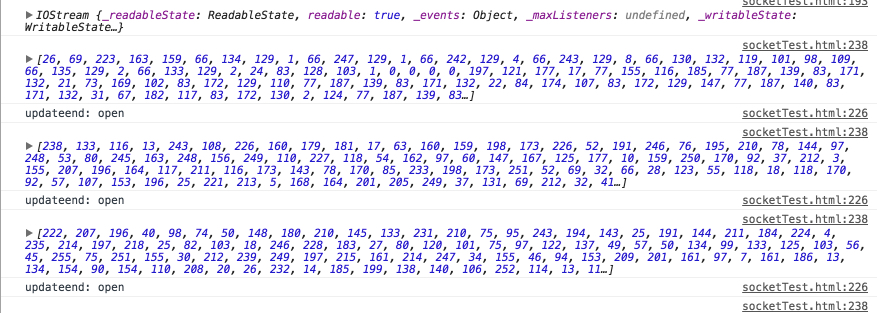 socketTest.html:193
▶IOStream {_readableState: ReadableState, readable: true, _events: Object, _maxListeners: undefined, _writableState:
WritableState…}
socketTest.html:238
▶[26, 69, 223, 163, 159, 66, 134, 129, 1, 66, 247, 129, 1, 66, 242, 129, 4, 66, 243, 129, 8, 66, 130, 132, 119, 101, 98, 109,
66, 135, 129, 2, 66, 133, 129, 2, 24, 83, 128, 103, 1, 0, 0, 0, 0, 197, 121, 177, 17, 77, 155, 116, 185, 77, 187, 139, 83, 171,
132, 21, 73, 169, 102, 83, 172, 129, 110, 77, 187, 139, 83, 171, 132, 22, 84, 174, 107, 83, 172, 129, 147, 77, 187, 140, 83,
171, 132, 31, 67, 182, 117, 83, 172, 130, 2, 124, 77, 187, 139, 83…]
updateend: open socketTest.html:226
socketTest.html:238
▶[238, 133, 116, 13, 243, 108, 226, 160, 179, 181, 17, 63, 160, 159, 198, 173, 226, 52, 191, 246, 76, 195, 210, 78, 144, 97,
248, 53, 80, 245, 163, 248, 156, 249, 110, 227, 118, 54, 162, 97, 60, 147, 167, 125, 177, 10, 159, 250, 170, 92, 37, 212, 3,
155, 207, 196, 164, 117, 211, 116, 173, 143, 78, 170, 85, 233, 198, 173, 251, 52, 69, 32, 66, 28, 123, 55, 118, 18, 118, 170,
92, 57, 107, 153, 196, 25, 221, 213, 5, 168, 164, 201, 205, 249, 37, 131, 69, 212, 32, 41…]
updateend: open socketTest.html:226
socketTest.html:238
▶[222, 207, 196, 40, 98, 74, 50, 148, 180, 210, 145, 133, 231, 210, 75, 95, 243, 194, 143, 25, 191, 144, 211, 184, 224, 4,
235, 214, 197, 218, 25, 82, 103, 18, 246, 228, 183, 27, 80, 120, 101, 75, 97, 122, 137, 49, 57, 50, 134, 99, 133, 125, 103, 56,
45, 255, 75, 251, 155, 30, 212, 239, 249, 197, 215, 161, 214, 247, 34, 155, 46, 94, 153, 209, 201, 161, 97, 7, 161, 186, 13,
134, 154, 90, 154, 110, 208, 20, 26, 232, 14, 185, 199, 138, 140, 106, 252, 114, 13, 11…]
updateend: open socketTest.html:226
socketTest.html:238